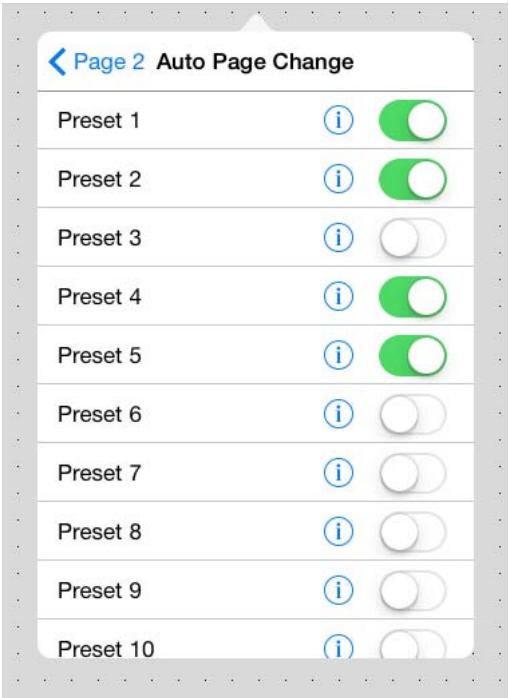 Page 2 Auto Page Change
Preset 1
Preset 2
Preset 3
Preset 4
Preset 5
Preset 6
Preset 7
Preset 8
Preset 9
Preset 10